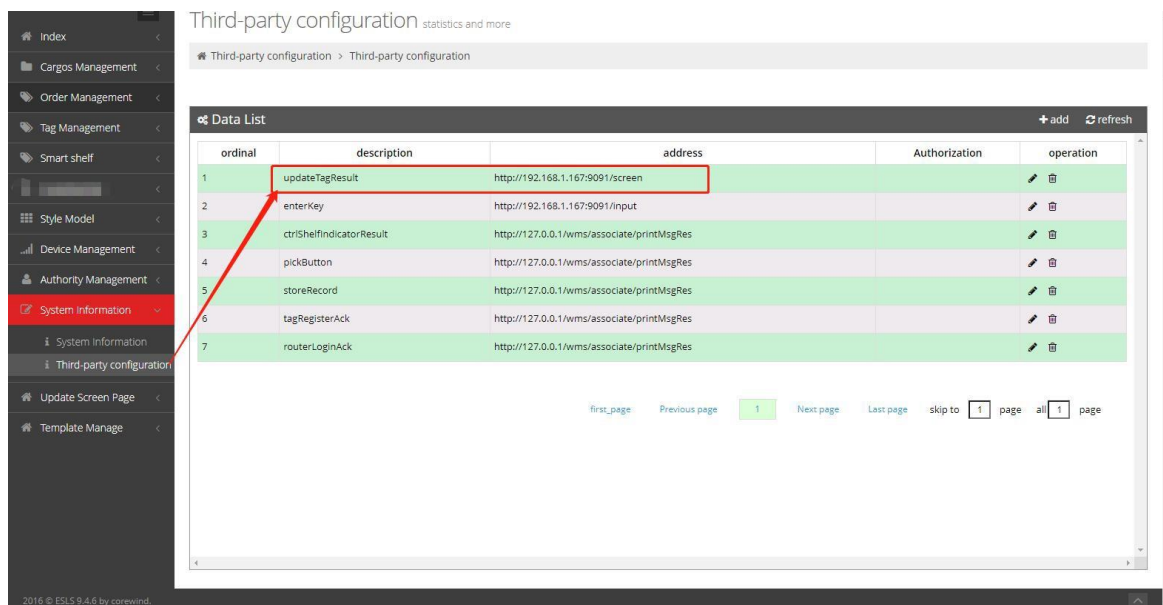 Third-party configuration statistics and more
Index
Third-party configuration > Third-party configuration
Cargos Management
Order Management
Tag Management
Smart shelf
Style Model
Device Management
Authority Management
System Information
System Information
Third-party configuration
Update Screen Page
Template Manage
Data List + add refresh
ordinal description address Authorization operation
1 updateTagResult http://192.168.1.167:9091/screen
2 enterKey http://192.168.1.167:9091/input
3 ctrlShelfIndicatorResult http://127.0.0.1/wms/associate/printMsgRes
4 pickButton http://127.0.0.1/wms/associate/printMsgRes
5 storeRecord http://127.0.0.1/wms/associate/printMsgRes
6 tagRegisterAck http://127.0.0.1/wms/associate/printMsgRes
7 routerLoginAck http://127.0.0.1/wms/associate/printMsgRes
first_page Previous page 1 Next page Last page skip to 1 page all 1 page
2016 © ESLS 9.4.6 by corewind.